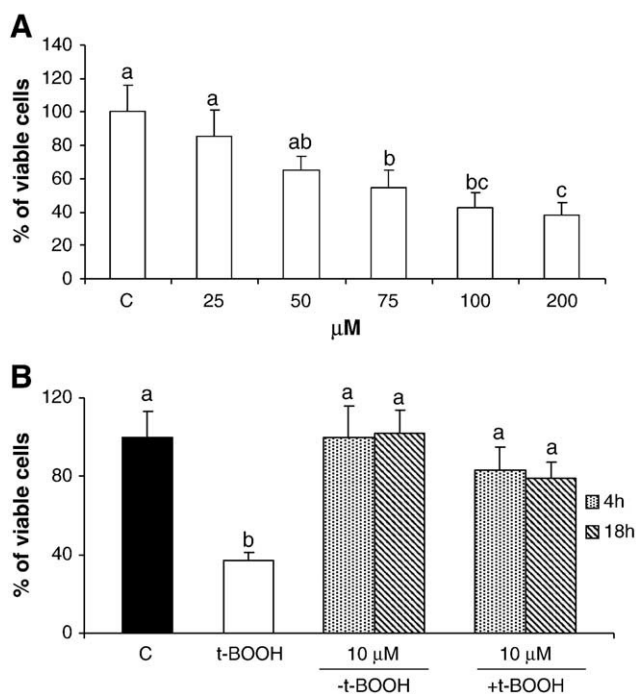 A
140
120
100
80
60
40
20
0
% of viable cells
a
a
ab
b
bc
c
C 25 50 75 100 200
μM
B
120
80
40
0
% of viable cells
a
b
a a
a a
4h
18h
C t-BOOH 10 μM 10 μM
-t-BOOH +t-BOOH